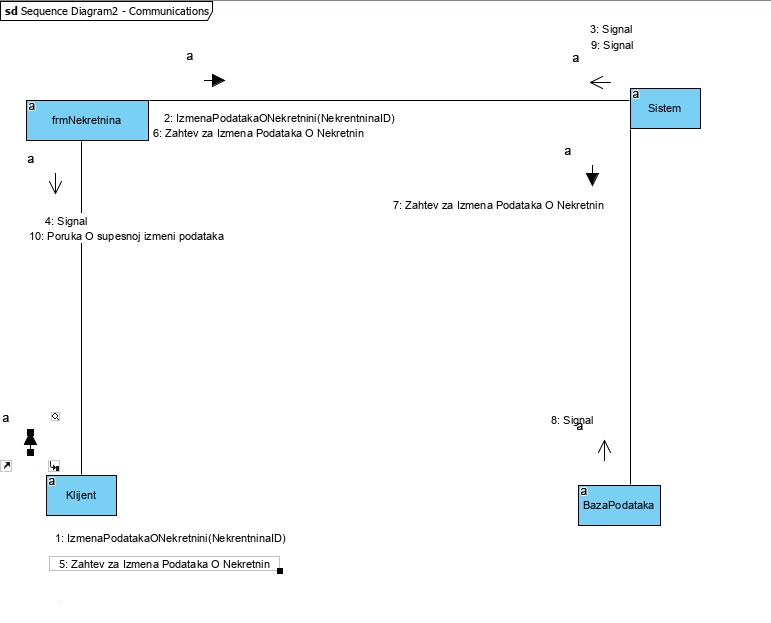 sd Sequence Diagram2 - Communications
3: Signal
9: Signal
a
a
a
frmNekretnina
a
Sistem
2: IzmenaPodatakaONekretnini(NekrentninaID)
6: Zahtev za Izmena Podataka O Nekretnin
a
a
7: Zahtev za Izmena Podataka O Nekretnin
4: Signal
10: Poruka O supesnoj izmeni podataka
a
8: Signal
a
a
Klijent
a
BazaPodataka
1: IzmenaPodatakaONekretnini(NekrentninaID)
5: Zahtev za Izmena Podataka O Nekretnin